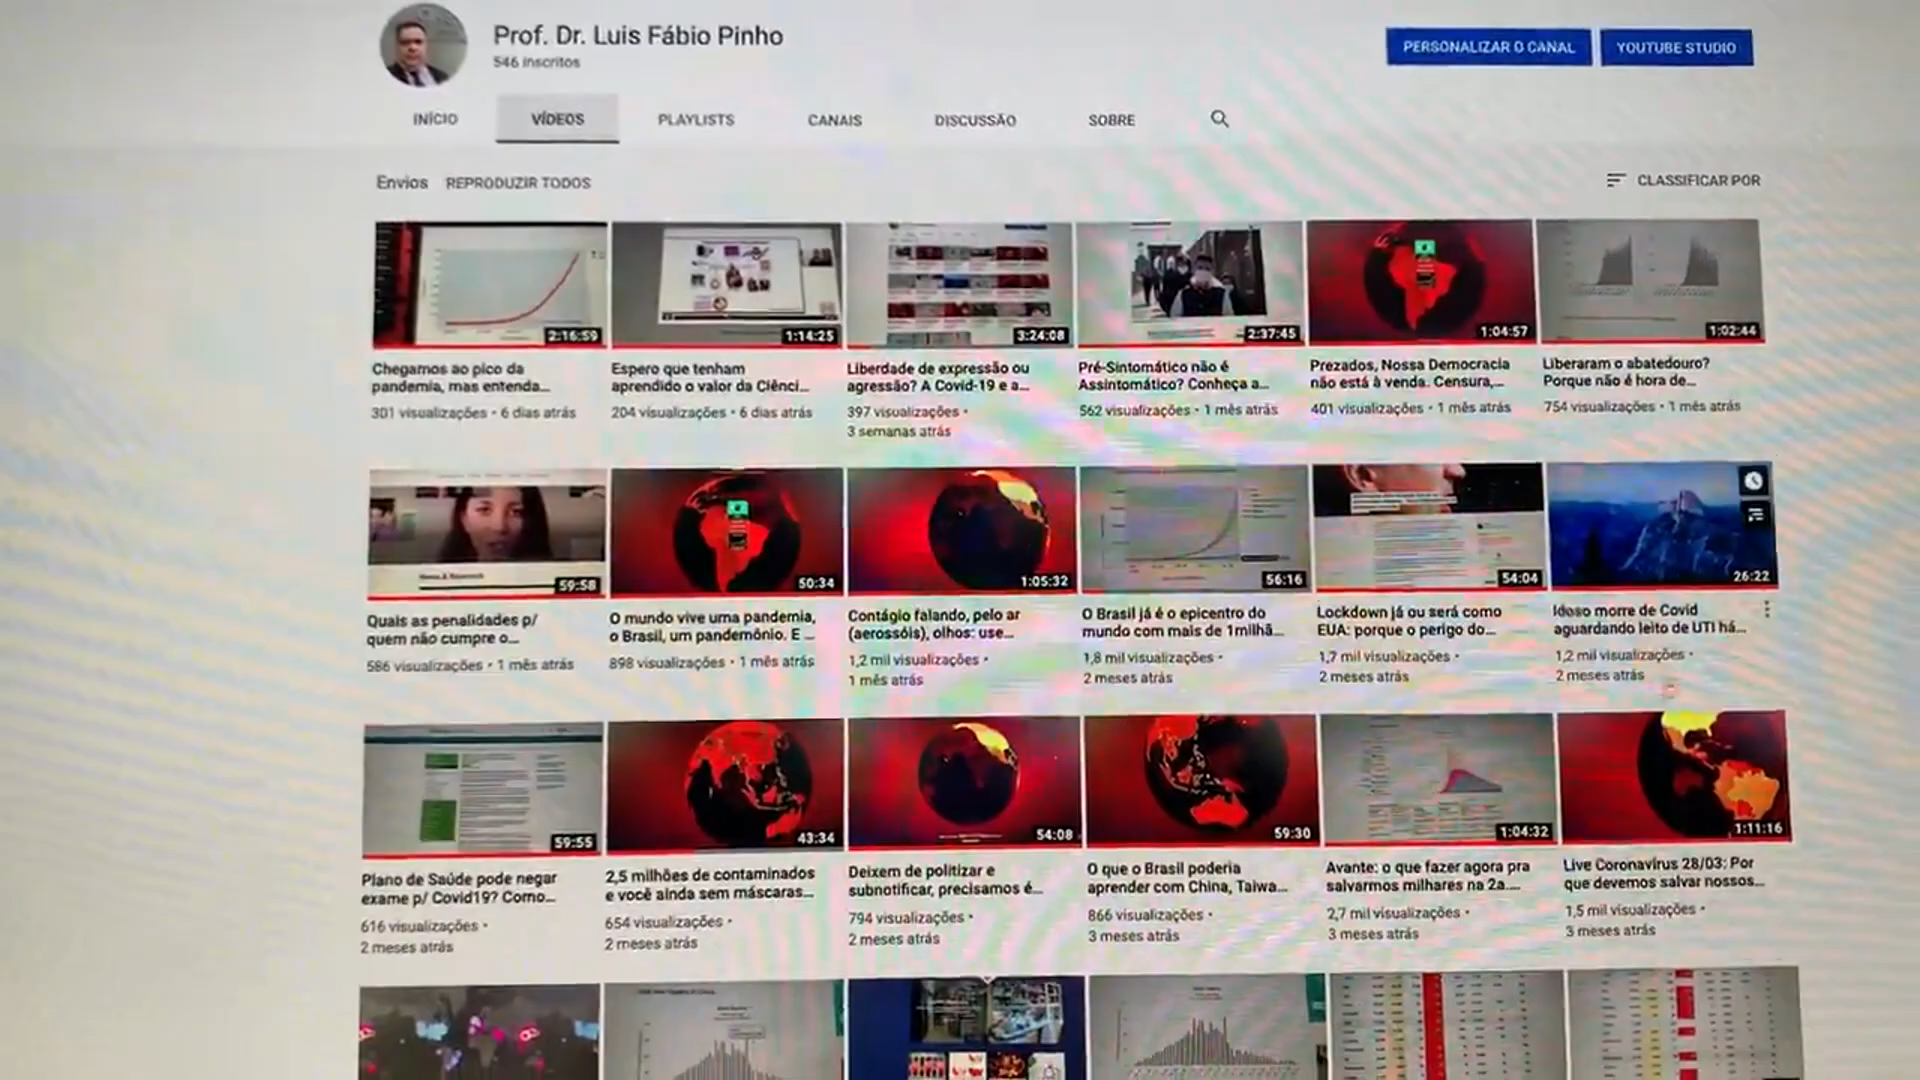 Prof. Dr. Luis Fábio Pinho
546 inscritos
PERSONALIZAR O CANAL
YOUTUBE STUDIO
INÍCIO
VÍDEOS
PLAYLISTS
CANAIS
DISCUSSÃO
SOBRE
Envios
REPRODUZIR TODOS
CLASSIFICAR POR
2:16:59
1:14:25
3:24:08
2:37:45
1:04:57
1:02:44
Chegamos ao pico da
pandemia, mas entenda...
301 visualizações • 6 dias atrás
Espero que tenham
aprendido o valor da Ciênci...
204 visualizações • 6 dias atrás
Liberdade de expressão ou
agressão? A Covid-19 e a...
397 visualizações •
3 semanas atrás
Pré-Sintomático não é
Assintomático? Conheça a...
562 visualizações • 1 mês atrás
Prezados, Nossa Democracia
não está à venda. Censura,...
401 visualizações • 1 mês atrás
Liberaram o abatedouro?
Porque não é hora de...
754 visualizações • 1 mês atrás
59:58
50:34
1:05:32
56:16
54:04
26:22
Quais as penalidades p/
quem não cumpre o...
586 visualizações • 1 mês atrás
O mundo vive uma pandemia,
o Brasil, um pandemônio. E ...
898 visualizações • 1 mês atrás
Contágio falando, pelo ar
(aerossóis), olhos: use...
1,2 mil visualizações •
1 mês atrás
O Brasil já é o epicentro do
mundo com mais de 1milhã...
1,8 mil visualizações •
2 meses atrás
Lockdown já ou será como
EUA: porque o perigo do...
1,7 mil visualizações •
2 meses atrás
Idoso morre de Covid
aguardando leito de UTI há...
1,2 mil visualizações •
2 meses atrás
59:55
43:34
54:08
59:30
1:04:32
1:11:16
Plano de Saúde pode negar
exame p/ Covid19? Como...
616 visualizações •
2 meses atrás
2,5 milhões de contaminados
e você ainda sem máscaras...
654 visualizações •
2 meses atrás
Deixem de politizar e
subnotificar, precisamos é...
794 visualizações •
2 meses atrás
O que o Brasil poderia
aprender com China, Taiwa...
866 visualizações •
3 meses atrás
Avante: o que fazer agora pra
salvarmos milhares na 2a....
2,7 mil visualizações •
3 meses atrás
Live Coronavírus 28/03: Por
que devemos salvar nossos...
1,5 mil visualizações •
3 meses atrás